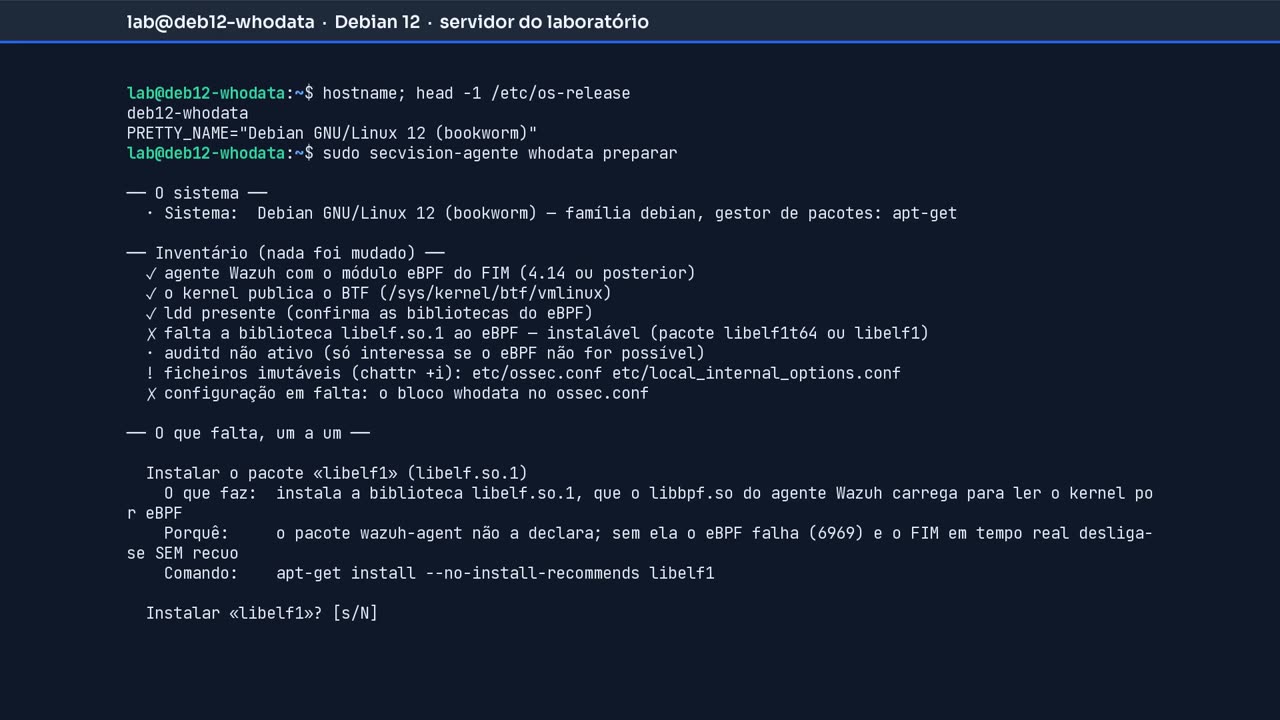 lab@deb12-whodata · Debian 12 · servidor do laboratório
lab@deb12-whodata:~$ hostname; head -1 /etc/os-release
deb12-whodata
PRETTY_NAME="Debian GNU/Linux 12 (bookworm)"
lab@deb12-whodata:~$ sudo secvision-agente whodata preparar
── O sistema ──
· Sistema:  Debian GNU/Linux 12 (bookworm) — família debian, gestor de pacotes: apt-get
── Inventário (nada foi mudado) ──
✓ agente Wazuh com o módulo eBPF do FIM (4.14 ou posterior)
✓ o kernel publica o BTF (/sys/kernel/btf/vmlinux)
✓ ldd presente (confirma as bibliotecas do eBPF)
✗ falta a biblioteca libelf.so.1 ao eBPF — instalável (pacote libelf1t64 ou libelf1)
· auditd não ativo (só interessa se o eBPF não for possível)
! ficheiros imutáveis (chattr +i): etc/ossec.conf etc/local_internal_options.conf
✗ configuração em falta: o bloco whodata no ossec.conf
── O que falta, um a um ──
Instalar o pacote «libelf1» (libelf.so.1)
O que faz:  instala a biblioteca libelf.so.1, que o libbpf.so do agente Wazuh carrega para ler o kernel po
r eBPF
Porquê:     o pacote wazuh-agent não a declara; sem ela o eBPF falha (6969) e o FIM em tempo real desliga-
se SEM recuo
Comando:    apt-get install --no-install-recommends libelf1
Instalar «libelf1»? [s/N]